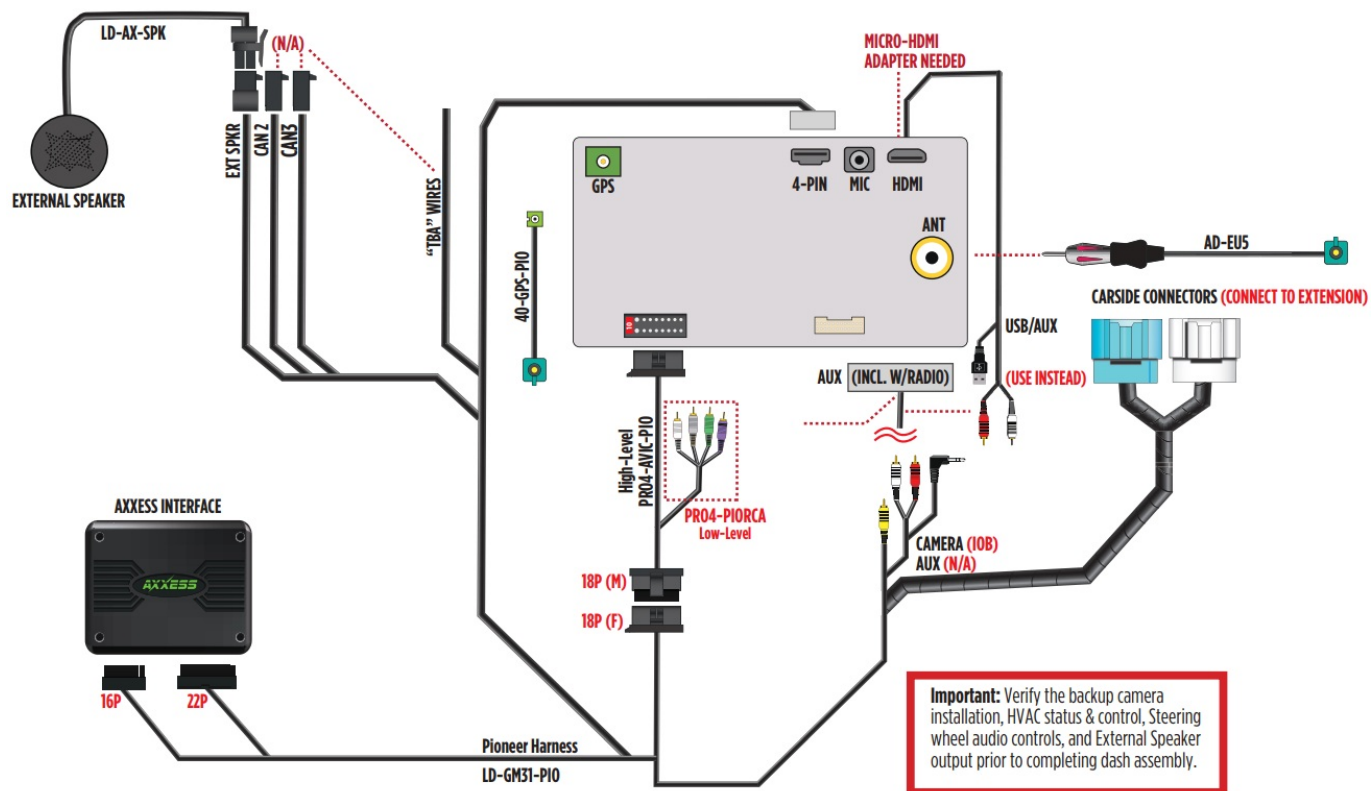 LD-AX-SPK
(N/A)
EXTERNAL SPEAKER
EXT SPKR
CAN 2
CAN3
"TBA" WIRES
MICRO-HDMI
ADAPTER NEEDED
GPS
4-PIN
MIC
HDMI
ANT
40-GPS-PIO
AD-EU5
CARSIDE CONNECTORS (CONNECT TO EXTENSION)
10
USB/AUX
AUX (INCL. W/RADIO)
(USE INSTEAD)
High-Level
PRO4-AVIC-PIO
PRO4-PIORCA
Low-Level
CAMERA (IOB)
AUX (N/A)
AXXESS INTERFACE
AXXESS
18P (M)
18P (F)
16P
22P
Pioneer Harness
LD-GM31-PIO
Important: Verify the backup camera
installation, HVAC status & control, Steering
wheel audio controls, and External Speaker
output prior to completing dash assembly.